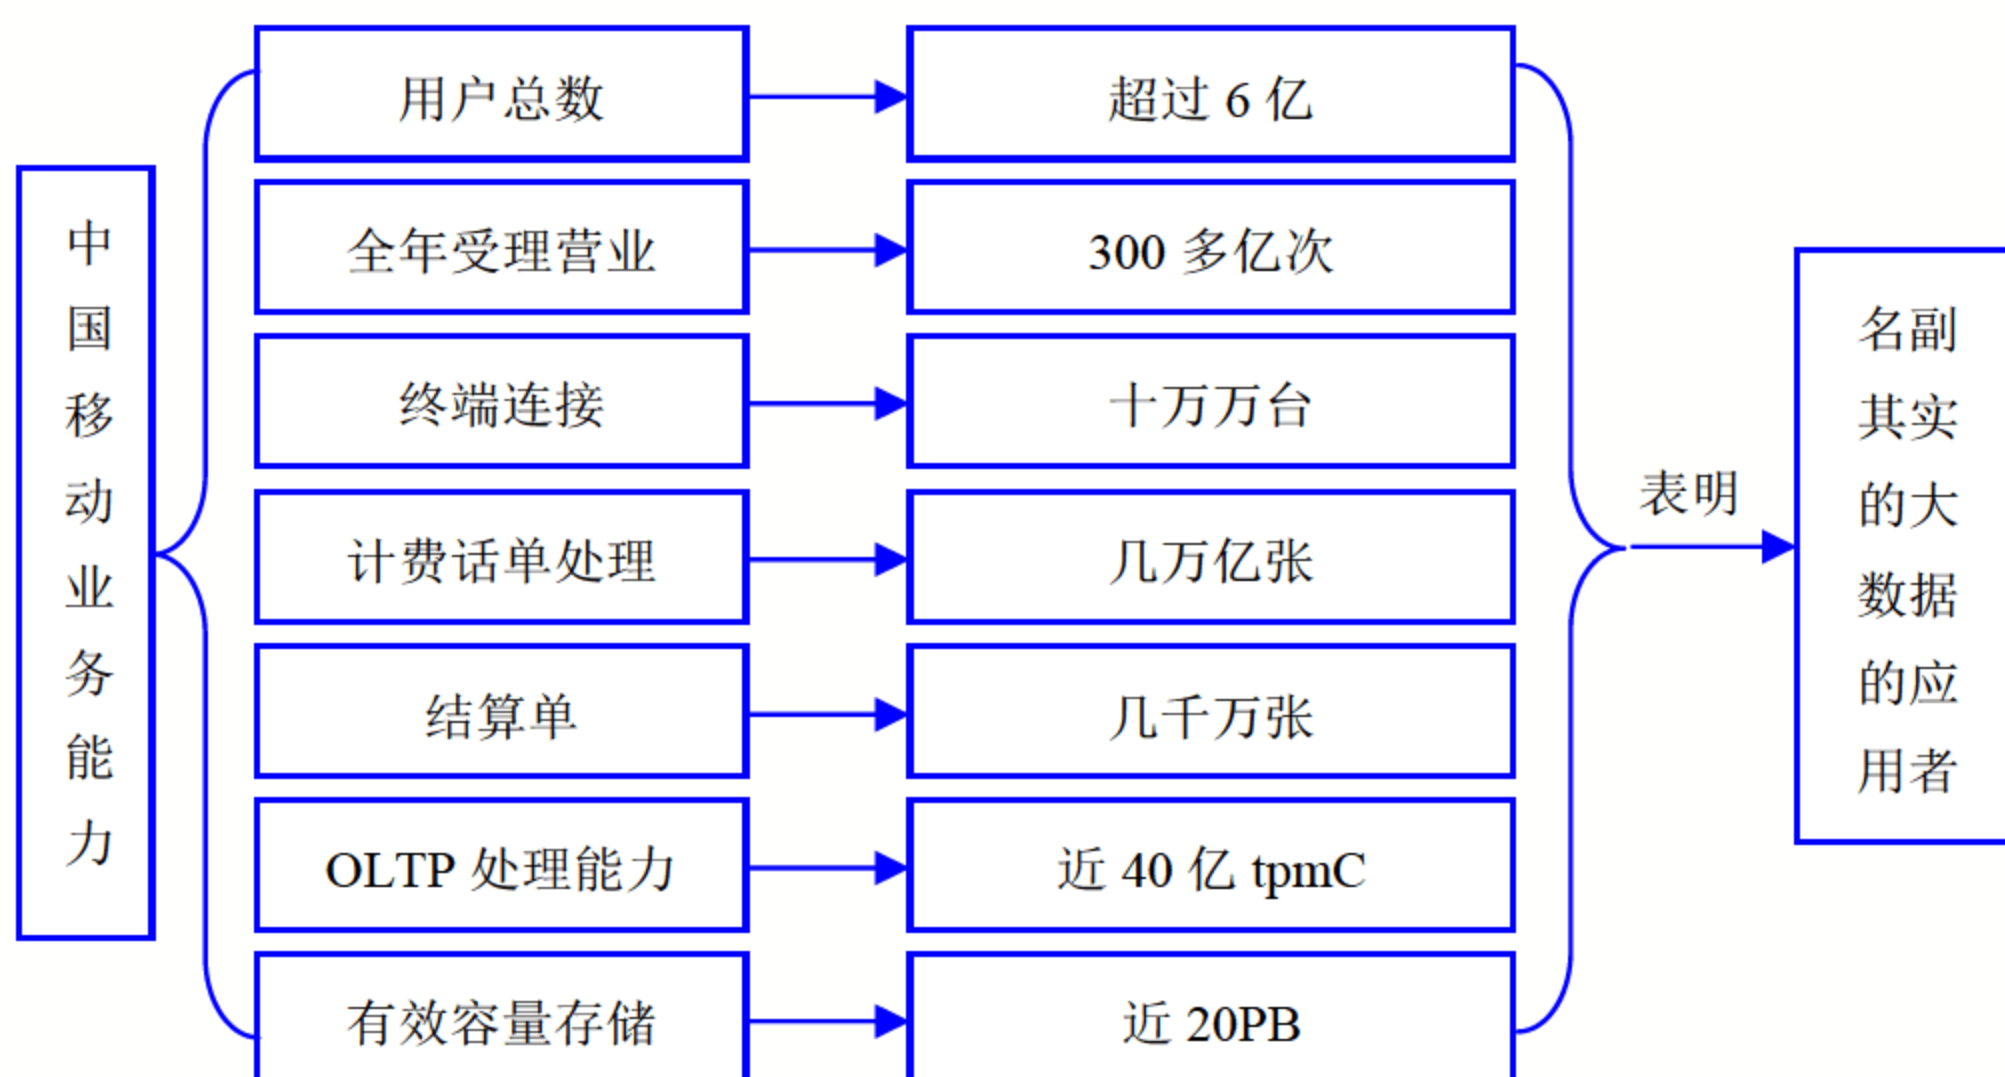 中国移动业务能力
用户总数
超过 6 亿
全年受理营业
300 多亿次
终端连接
十万万台
计费话单处理
几万亿张
结算单
几千万张
OLTP 处理能力
近 40 亿 tpmC
有效容量存储
近 20PB
表明
名副
其实
的大
数据
的应
用者